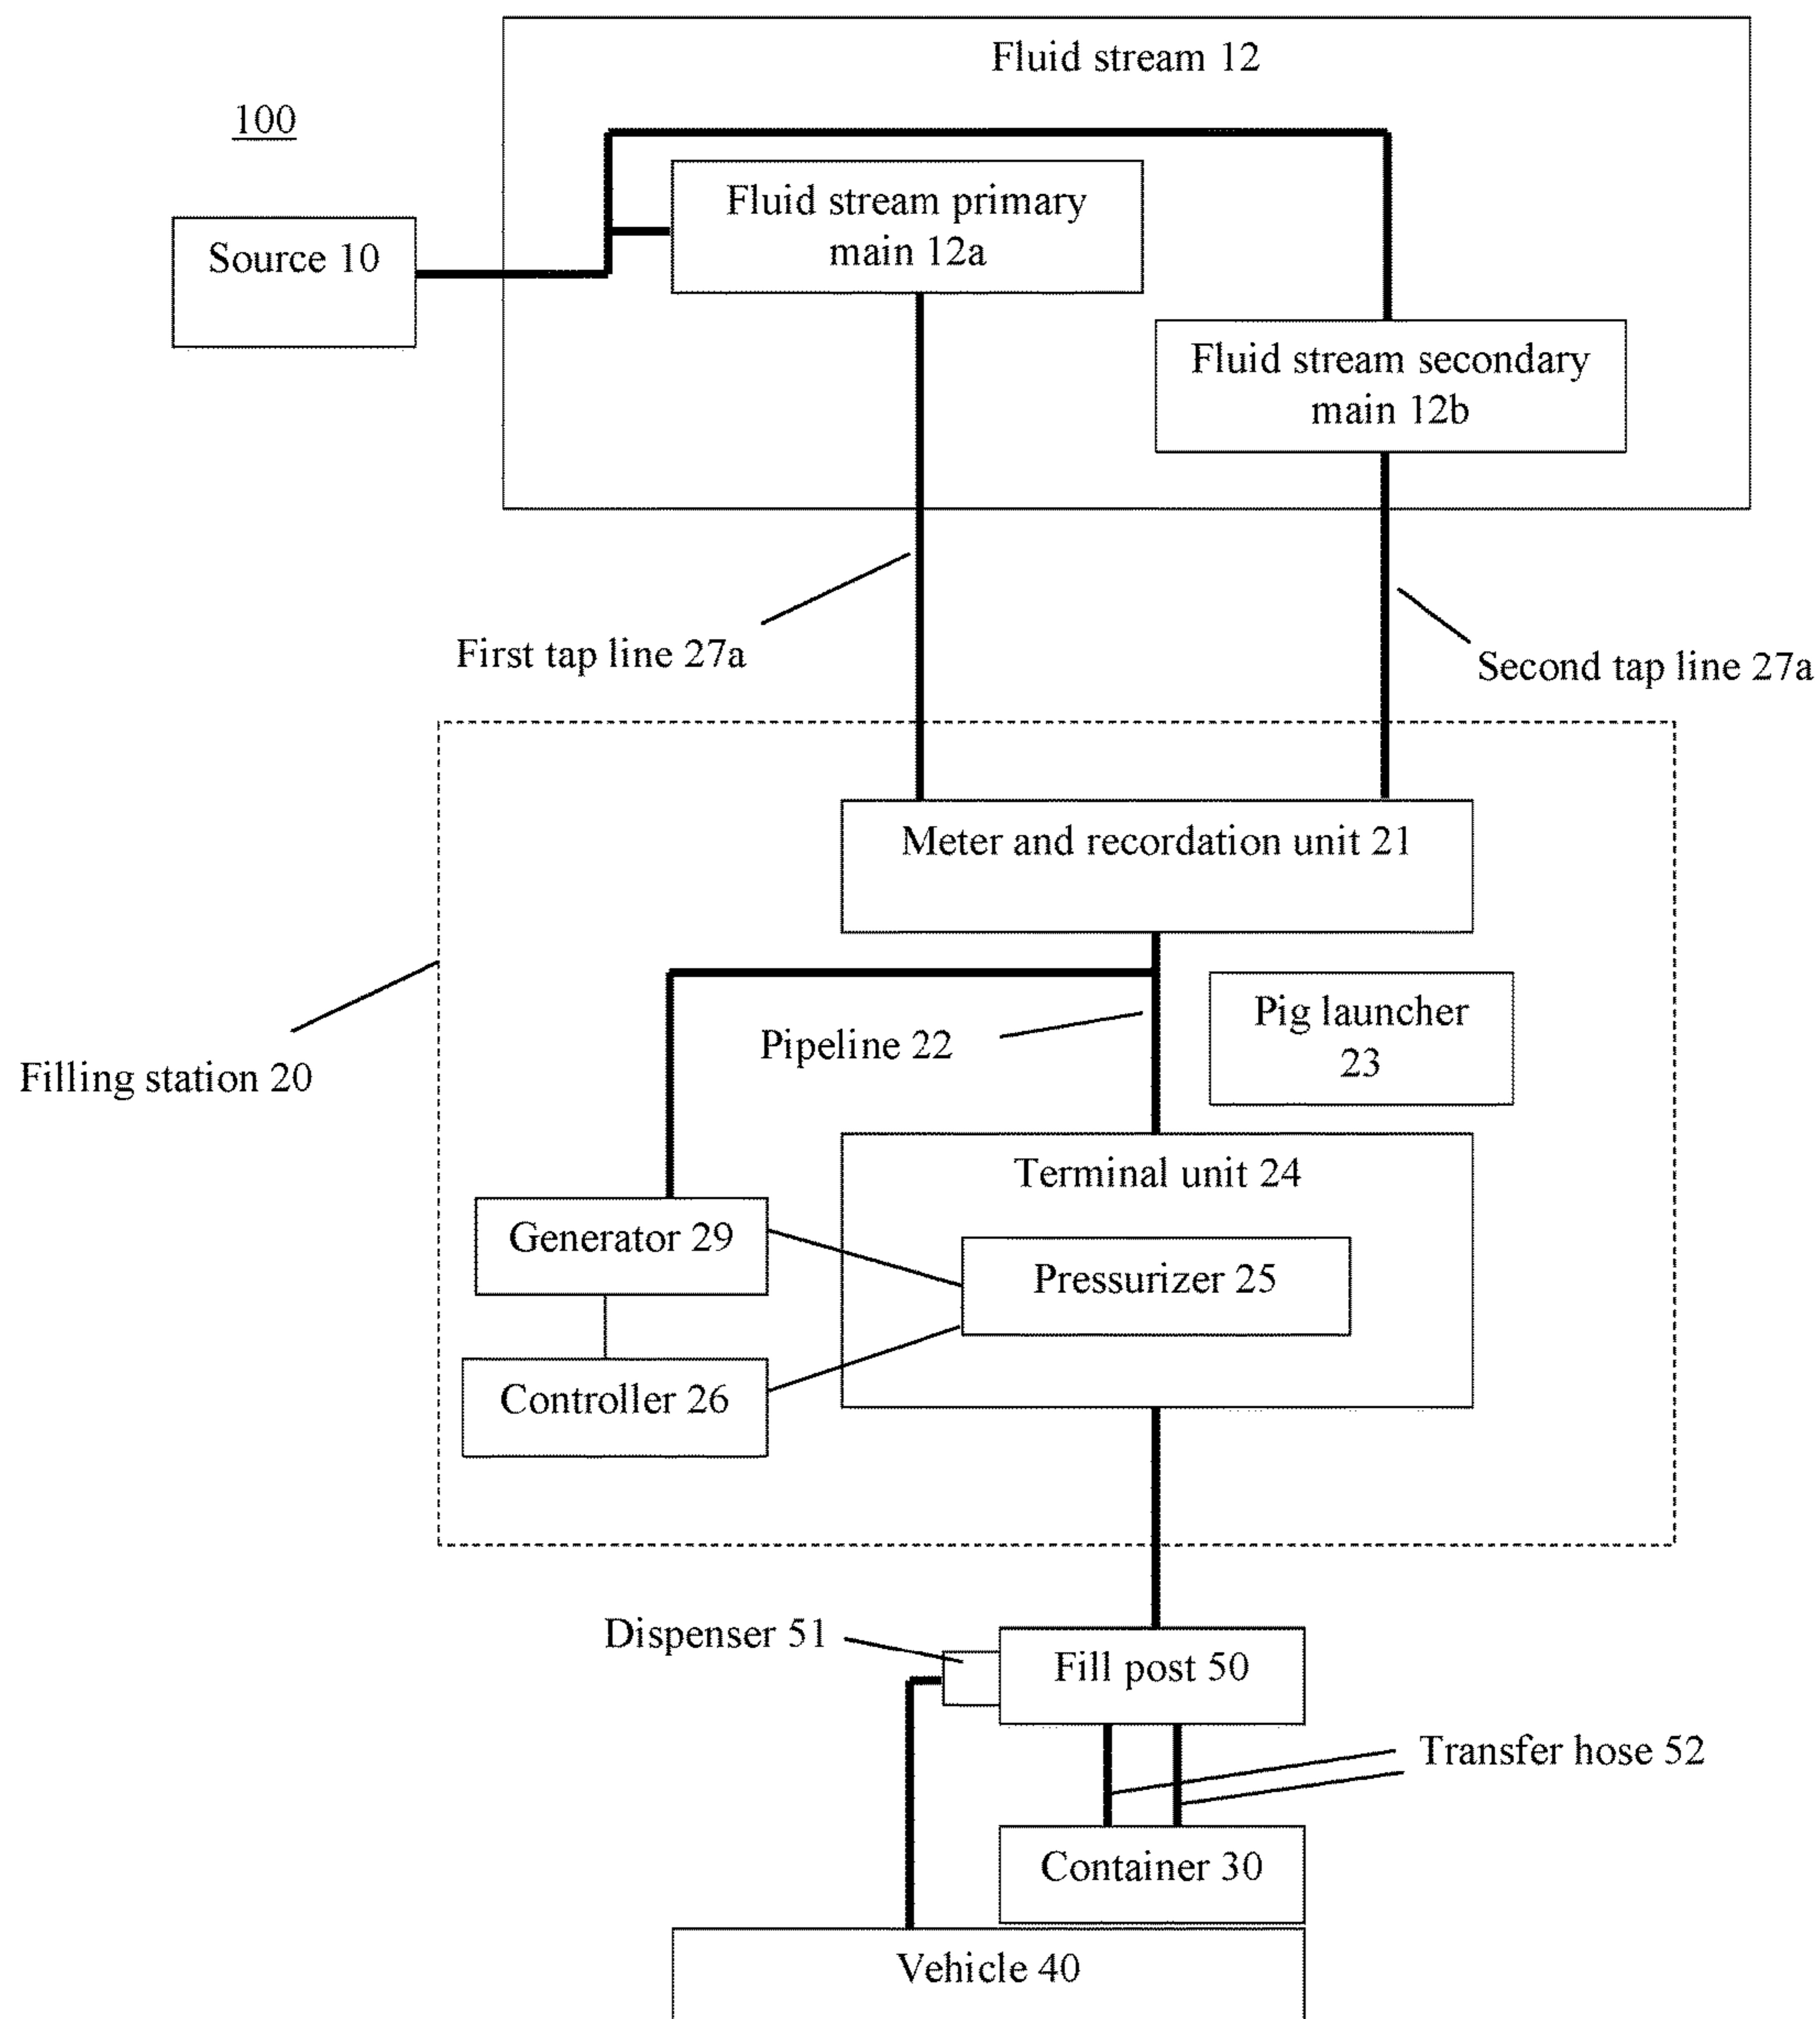 Fluid stream 12
100
Fluid stream primary
main 12a
Source 10
Fluid stream secondary
main 12b
First tap line 27a
Second tap line 27a
Meter and recordation unit 21
Pipeline 22
Pig launcher
23
Filling station 20
Terminal unit 24
Generator 29
Pressurizer 25
Controller 26
Dispenser 51
Fill post 50
Transfer hose 52
Container 30
Vehicle 40